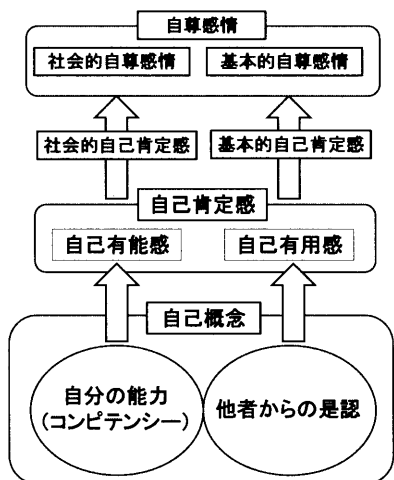 自尊感情
社会的自尊感情 基本的自尊感情
社会的自己肯定感 基本的自己肯定感
自己肯定感
自己有能感 自己有用感
自己概念
自分の能力
(コンピテンシー)
他者からの是認